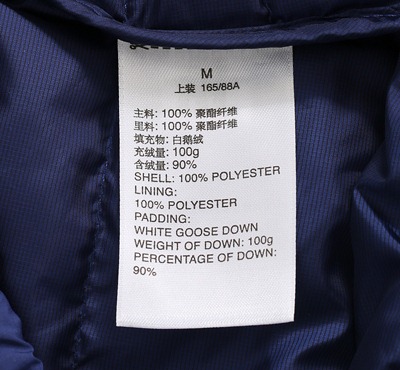 M
上装 165/88A
主料: 100% 聚酯纤维
里料: 100% 聚酯纤维
填充物: 白鹅绒
充绒量: 100g
含绒量: 90%
SHELL: 100% POLYESTER
LINING:
100% POLYESTER
PADDING:
WHITE GOOSE DOWN
WEIGHT OF DOWN: 100g
PERCENTAGE OF DOWN:
90%